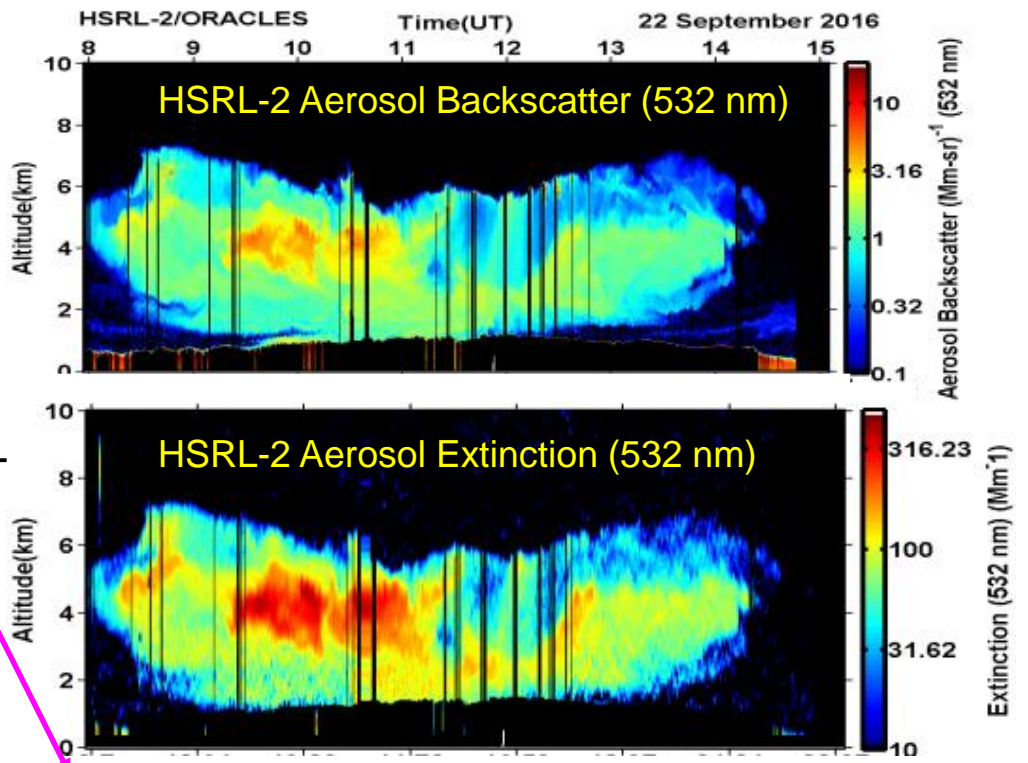 HSRL-2/ORACLES Time(UT) 22 September 2016
8 9 10 11 12 13 14 15
HSRL-2 Aerosol Backscatter (532 nm)
10
8
6
4
2
0
Altitude(km)
10
3.16
1
0.32
0.1
Aerosol Backscatter (Mm-sr)⁻¹ (532 nm)
HSRL-2 Aerosol Extinction (532 nm)
10
8
6
4
2
0
Altitude(km)
316.23
100
31.62
10
Extinction (532 nm) (Mm⁻1)